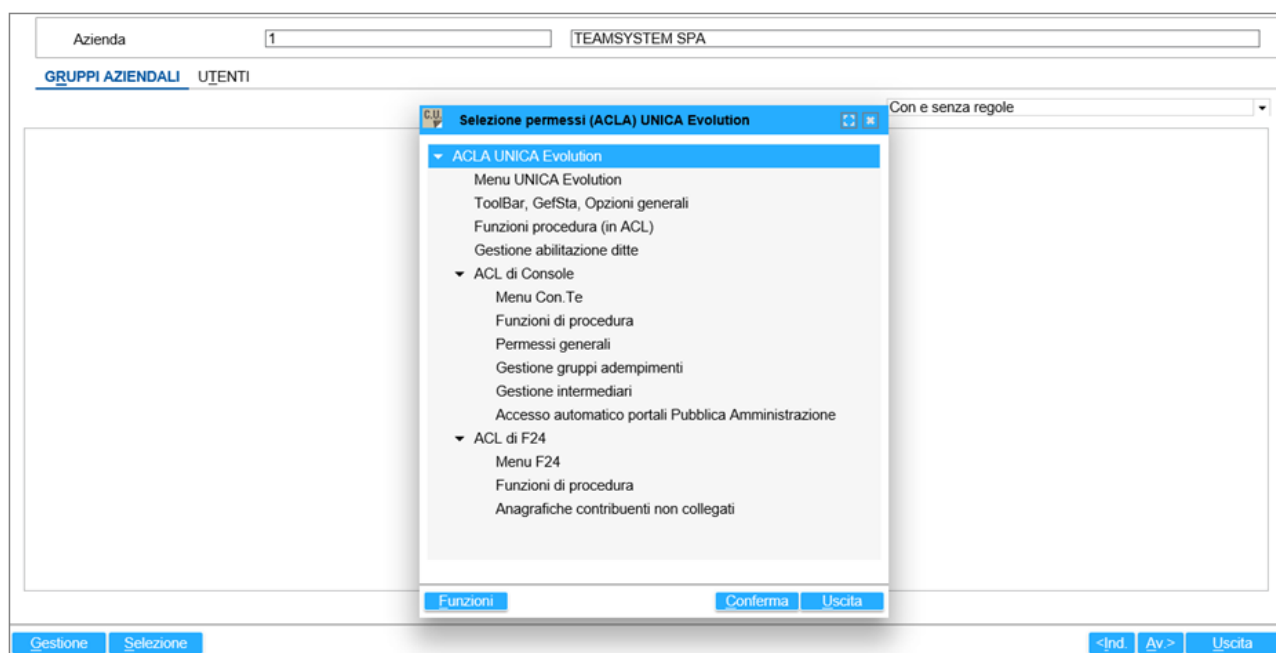 Azienda 1 TEAMSYSTEM SPA
GRUPPI AZIENDALI UTENTI
Con e senza regole
C.U. Selezione permessi (ACLA) UNICA Evolution
ACLA UNICA Evolution
Menu UNICA Evolution
ToolBar, GefSta, Opzioni generali
Funzioni procedura (in ACL)
Gestione abilitazione ditte
ACL di Console
Menu Con.Te
Funzioni di procedura
Permessi generali
Gestione gruppi adempimenti
Gestione intermediari
Accesso automatico portali Pubblica Amministrazione
ACL di F24
Menu F24
Funzioni di procedura
Anagrafiche contribuenti non collegati
Funzioni Conferma Uscita
Gestione Selezione <Ind. Av.> Uscita